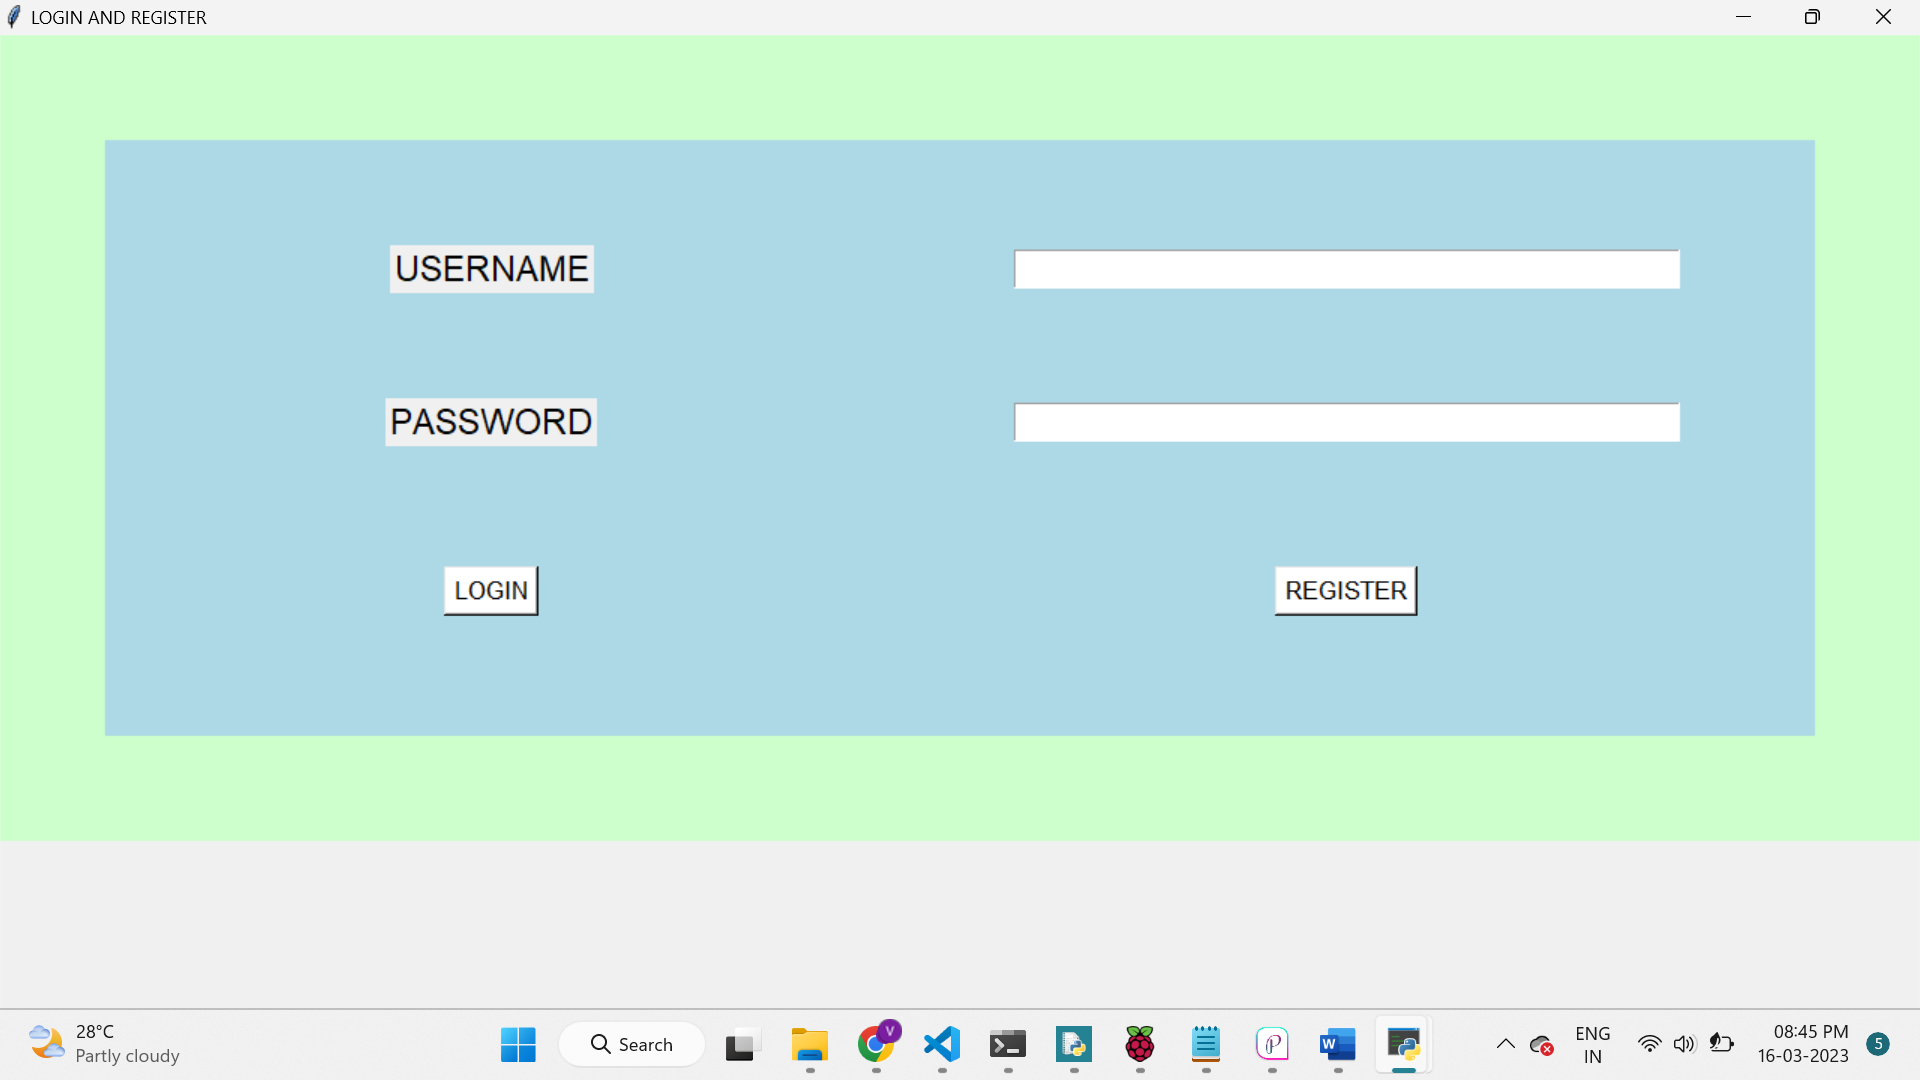 LOGIN AND REGISTER
USERNAME
PASSWORD
LOGIN
REGISTER
28°C
Partly cloudy
Search
V
W
P
ENG
IN
08:45 PM
16-03-2023
5